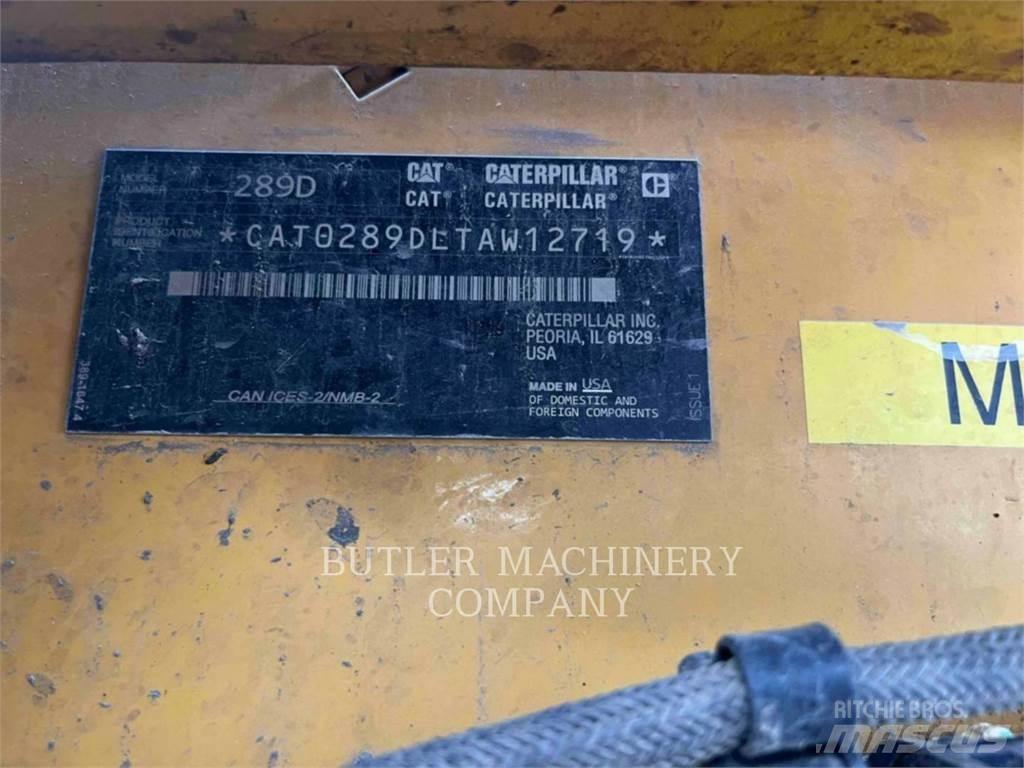 MODEL
NUMBER
289D
CAT® CATERPILLAR® C
CAT® CATERPILLAR®
PRODUCT
IDENTIFICATION
NUMBER
*CAT0289DLTAW12719*
CATERPILLAR INC.
PEORIA, IL 61629
USA
CAN ICES-2/NMB-2
MADE IN USA
OF DOMESTIC AND
FOREIGN COMPONENTS
ISSUE 1
M
BUTLER MACHINERY
COMPANY
RITCHIE BROS.
MASCUS